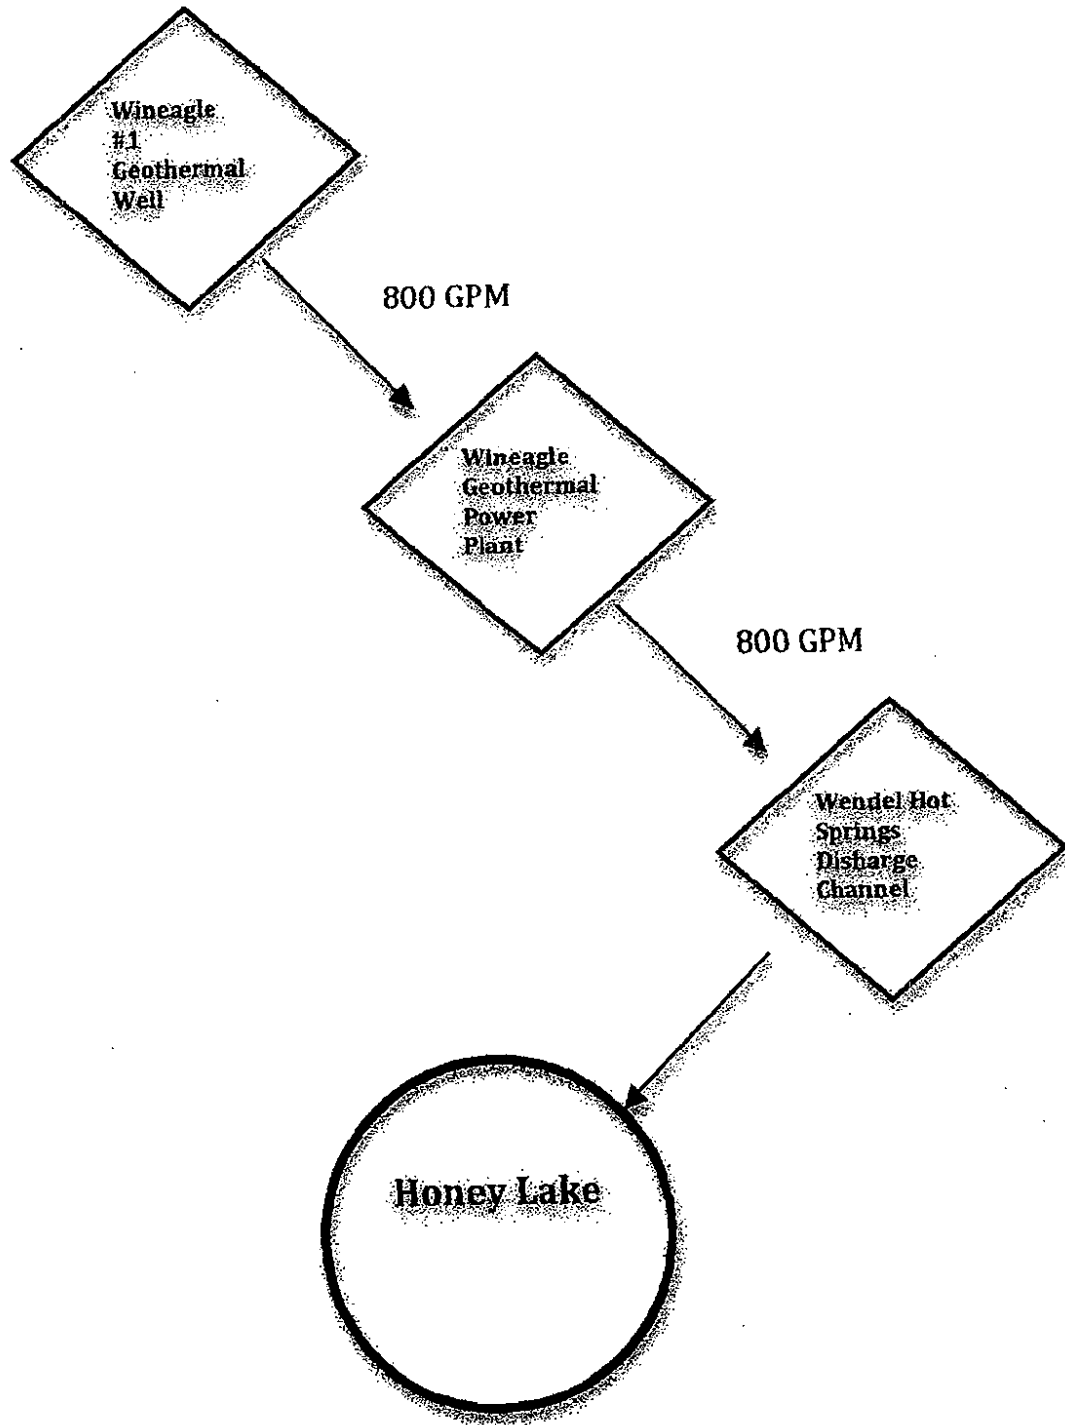 Wineagle
#1
Geothermal
Well
800 GPM
Wineagle
Geothermal
Power
Plant
800 GPM
Wendel Hot
Springs
Disharge
Channel
Honey Lake